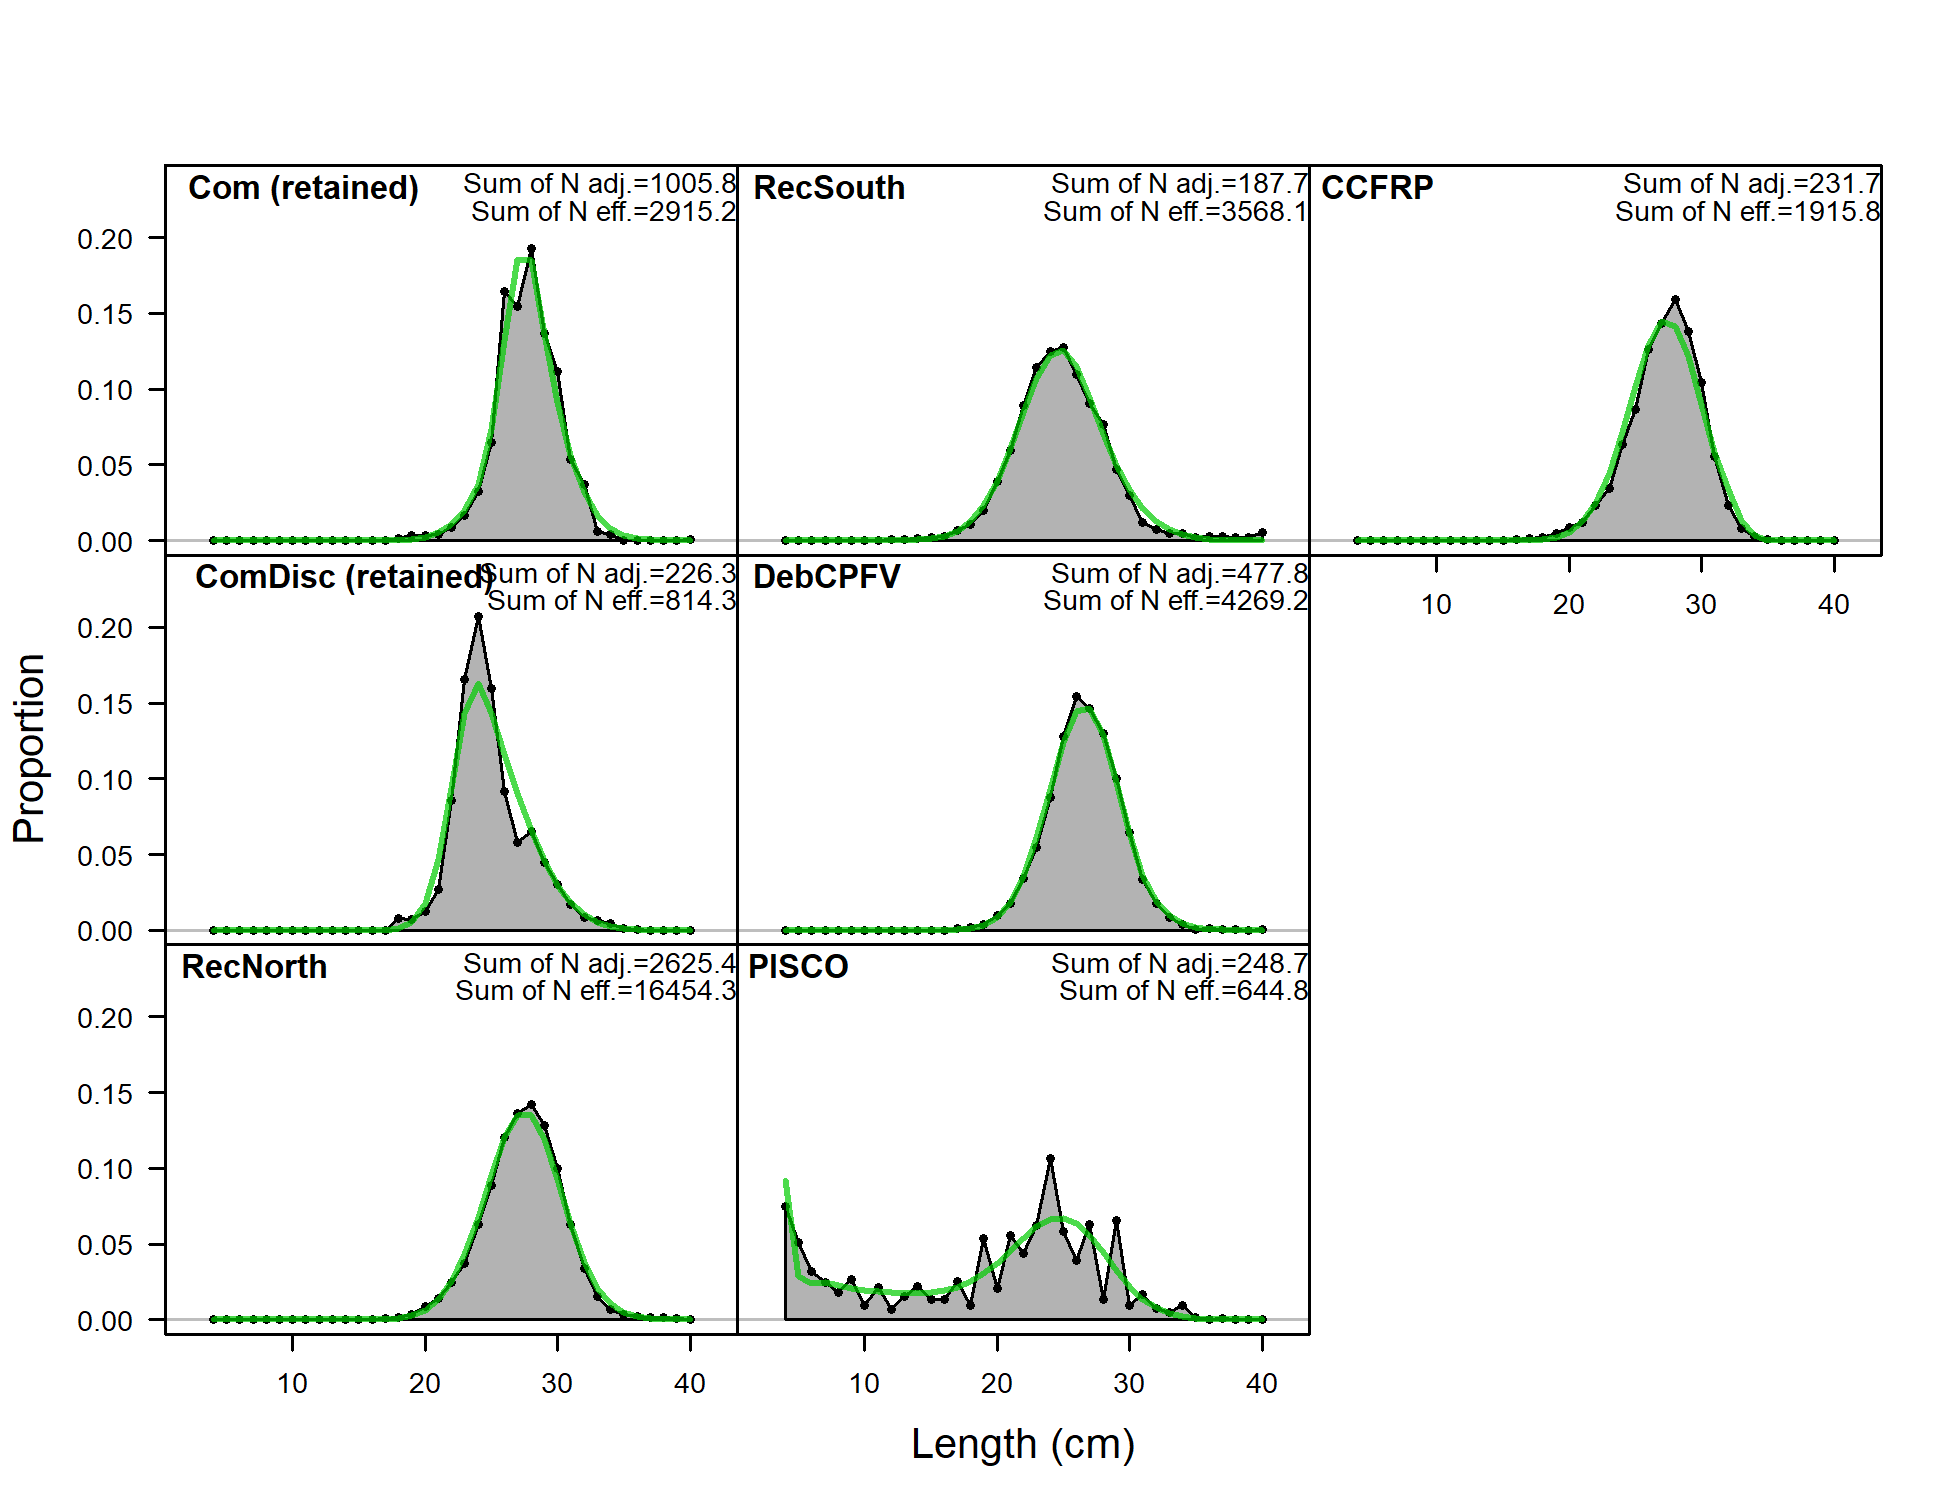 Com (retained)
Sum of N adj.=1005.8
Sum of N eff.=2915.2
RecSouth
Sum of N adj.=187.7
Sum of N eff.=3568.1
CCFRP
Sum of N adj.=231.7
Sum of N eff.=1915.8
0.20
0.15
0.10
0.05
0.00
10 20 30 40
ComDisc (retained)
Sum of N adj.=226.3
Sum of N eff.=814.3
DebCPFV
Sum of N adj.=477.8
Sum of N eff.=4269.2
0.20
0.15
0.10
0.05
0.00
Proportion
RecNorth
Sum of N adj.=2625.4
Sum of N eff.=16454.3
PISCO
Sum of N adj.=248.7
Sum of N eff.=644.8
0.20
0.15
0.10
0.05
0.00
10 20 30 40
10 20 30 40
Length (cm)